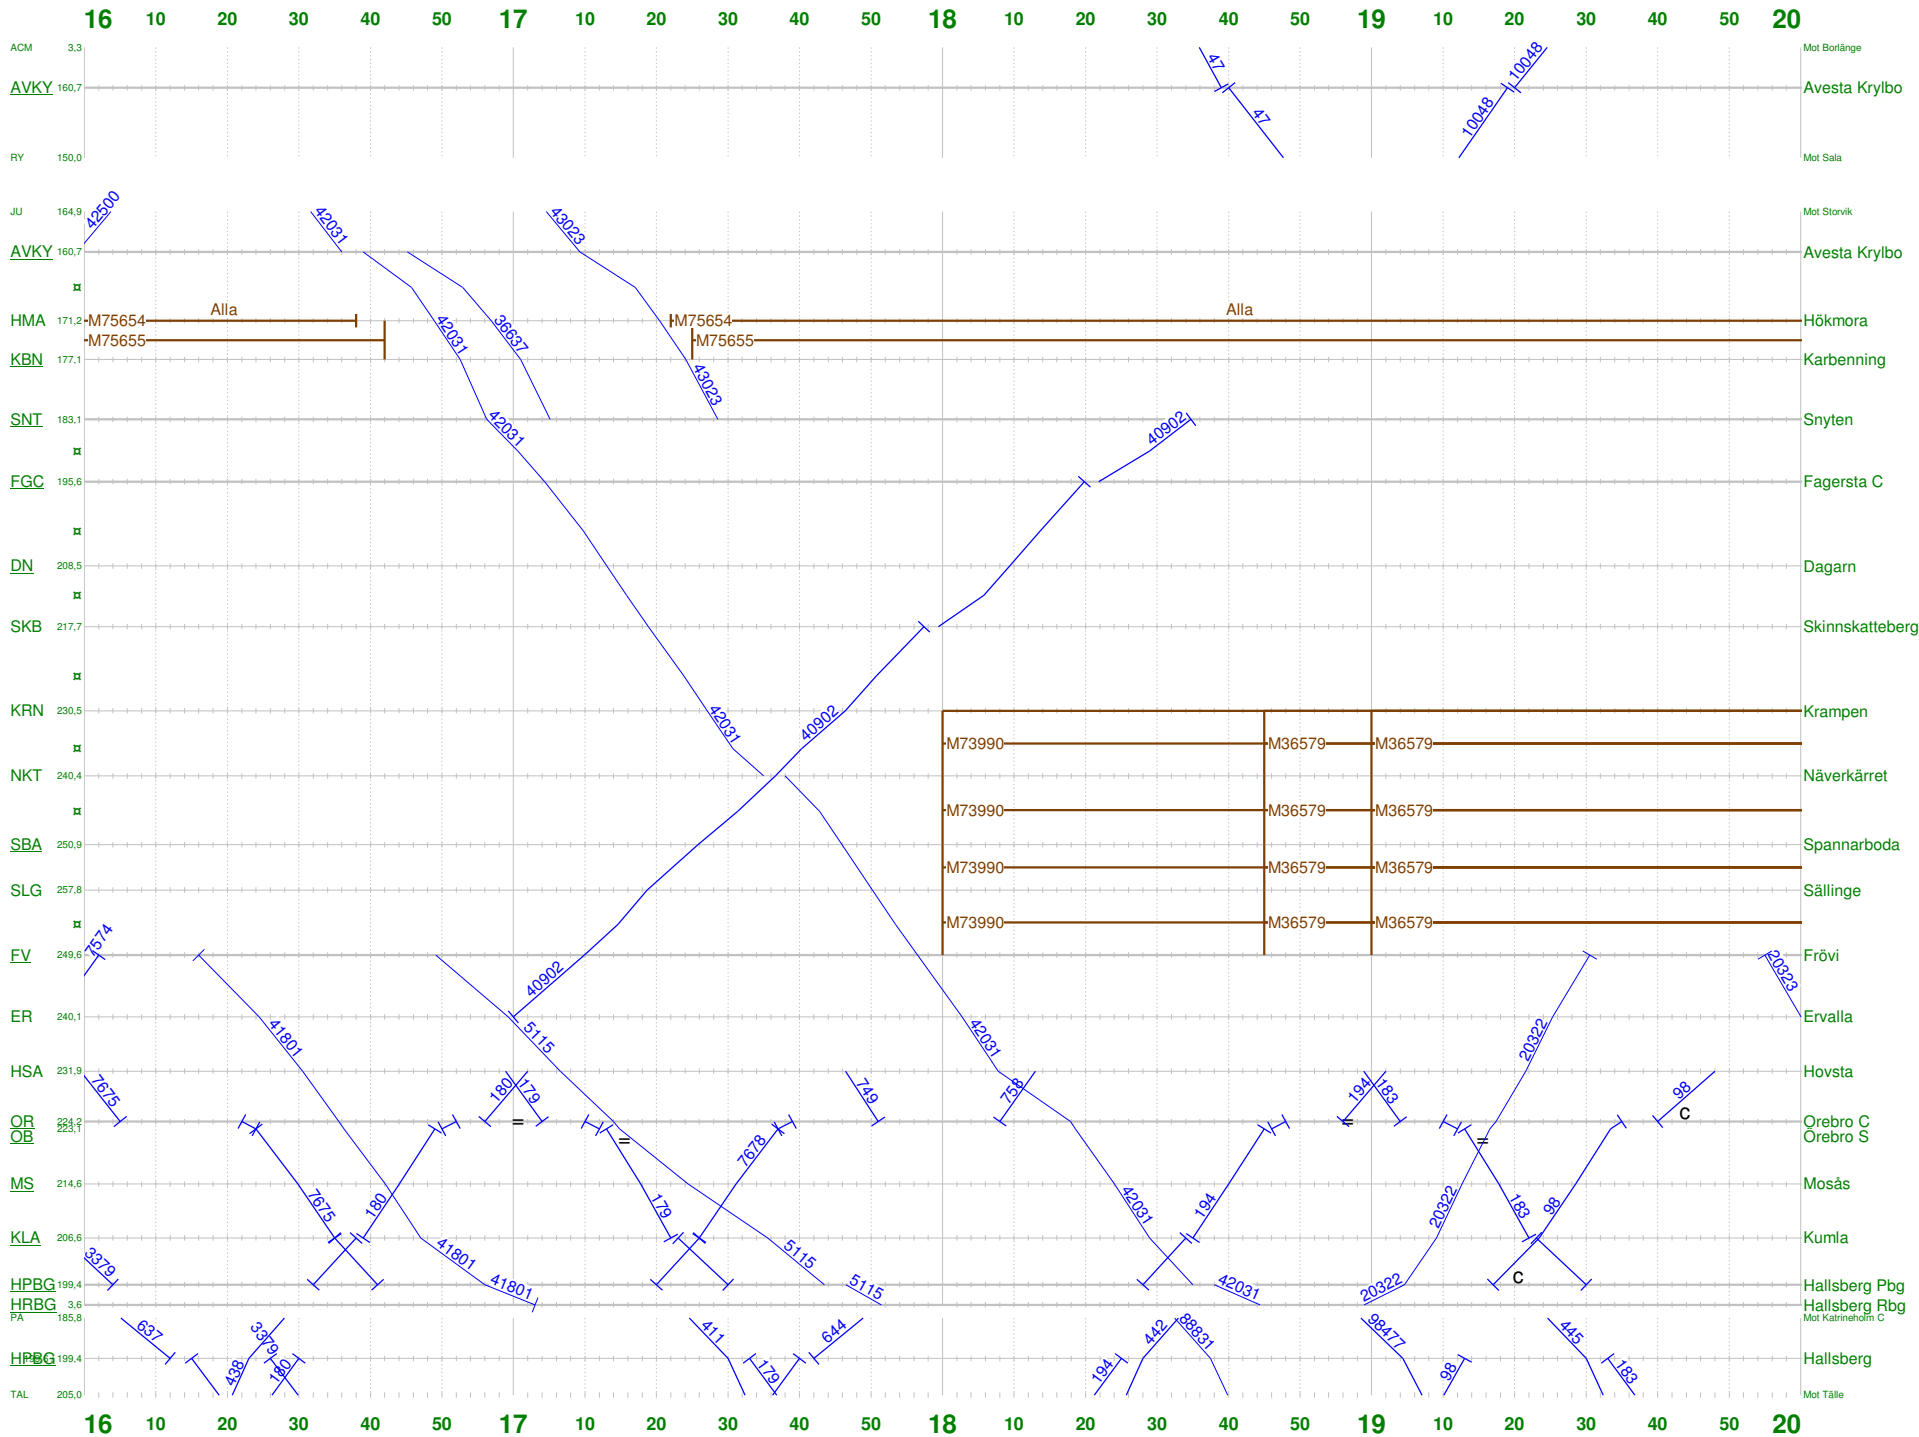 16 10 20 30 40 50 17 10 20 30 40 50 18 10 20 30 40 50 19 10 20 30 40 50 20
ACM 3,3 Mot Borlänge
47 10048
AVKY 160,7 Avesta Krylbo
47 10048
RY 150,0 Mot Sala
JU 164,9 Mot Storvik
42500 42031 43023
AVKY 160,7 Avesta Krylbo
¤
Alla Alla
HMA 171,2 M75654 M75654 Hökmora
42031 36637
M75655 M75655
KBN 177,1 Karbenning
43023
SNT 183,1 Snyten
42031 40902
¤
FGC 195,6 Fagersta C
¤
DN 208,5 Dagarn
¤
SKB 217,7 Skinnskatteberg
¤
KRN 230,5 Krampen
42031 40902
¤ M73990 M36579 M36579
NKT 240,4 Näverkärret
¤ M73990 M36579 M36579
SBA 250,9 Spannarboda
M73990 M36579 M36579
SLG 257,8 Sällinge
¤ M73990 M36579 M36579
7574
FV 249,6 Frövi
40902 20323
ER 240,1 Ervalla
41801 5115 42031 20322
HSA 231,9 Hovsta
7675 180 179 749 758 194 183 98
C
OR 224,2 = = Örebro C
OB 223,1 = = Örebro S
7678
MS 214,6 Mosås
7675 180 179 42031 194 20322 183 98
KLA 206,6 Kumla
3379 41801 5115
C
HPBG 199,4 Hallsberg Pbg
41801 5115 42031 20322
HRBG 3,6 Hallsberg Rbg
PA 185,8 Mot Katrineholm C
637 3379 411 644 442 88831 98477 445
HPBG 199,4 Hallsberg
438 180 179 194 98 183
TAL 205,0 Mot Tälle
16 10 20 30 40 50 17 10 20 30 40 50 18 10 20 30 40 50 19 10 20 30 40 50 20